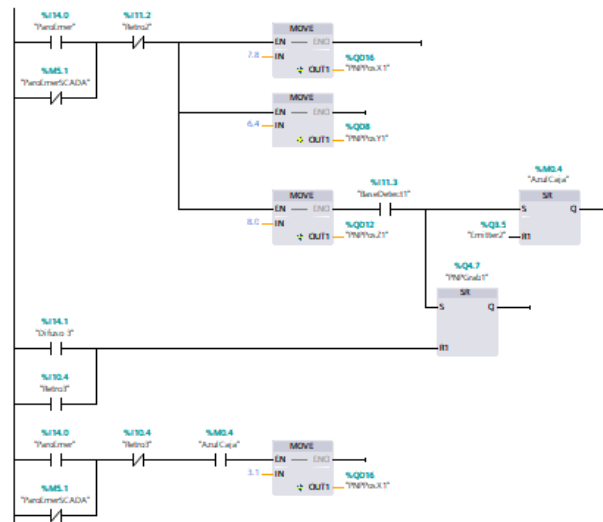 %I14.0
"ParoEmer"
%I11.2
"Retro2"
%M5.1
"ParoEmerSCADA"
MOVE
EN ENO
7.8 IN
OUT1
%QD16
"PNPPosX1"
MOVE
EN ENO
6.4 IN
OUT1
%QD8
"PNPPosY1"
MOVE
EN ENO
8.0 IN
OUT1
%QD12
"PNPPosZ1"
%I11.3
"BaseDetect1"
%M0.4
"AzulCaja"
SR
S Q
%Q3.5
"Emitter2"
R1
%Q4.7
"PNPGrab1"
SR
S Q
R1
%I14.1
"Difuso 3"
%I10.4
"Retro3"
%I14.0
"ParoEmer"
%I10.4
"Retro3"
%M0.4
"AzulCaja"
%M5.1
"ParoEmerSCADA"
MOVE
EN ENO
3.1 IN
OUT1
%QD16
"PNPPosX1"